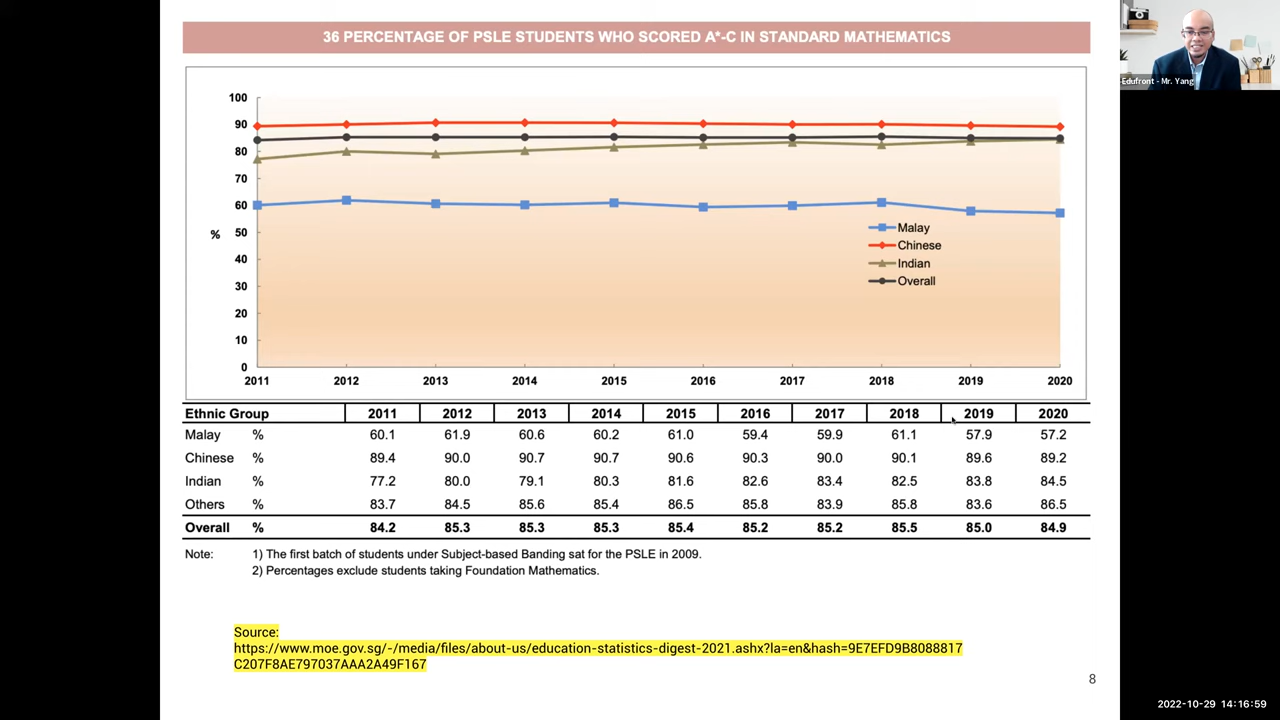 36 PERCENTAGE OF PSLE STUDENTS WHO SCORED A*-C IN STANDARD MATHEMATICS
Edufront - Mr. Yang
100
90
80
70
60
50
40
30
20
10
0
%
Malay
Chinese
Indian
Overall
2011 2012 2013 2014 2015 2016 2017 2018 2019 2020
Ethnic Group 2011 2012 2013 2014 2015 2016 2017 2018 2019 2020
Malay % 60.1 61.9 60.6 60.2 61.0 59.4 59.9 61.1 57.9 57.2
Chinese % 89.4 90.0 90.7 90.7 90.6 90.3 90.0 90.1 89.6 89.2
Indian % 77.2 80.0 79.1 80.3 81.6 82.6 83.4 82.5 83.8 84.5
Others % 83.7 84.5 85.6 85.4 86.5 85.8 83.9 85.8 83.6 86.5
Overall % 84.2 85.3 85.3 85.3 85.4 85.2 85.2 85.5 85.0 84.9
Note: 1) The first batch of students under Subject-based Banding sat for the PSLE in 2009.
2) Percentages exclude students taking Foundation Mathematics.
Source:
https://www.moe.gov.sg/-/media/files/about-us/education-statistics-digest-2021.ashx?la=en&hash=9E7EFD9B8088817
C207F8AE797037AAA2A49F167
8
2022-10-29 14:16:59